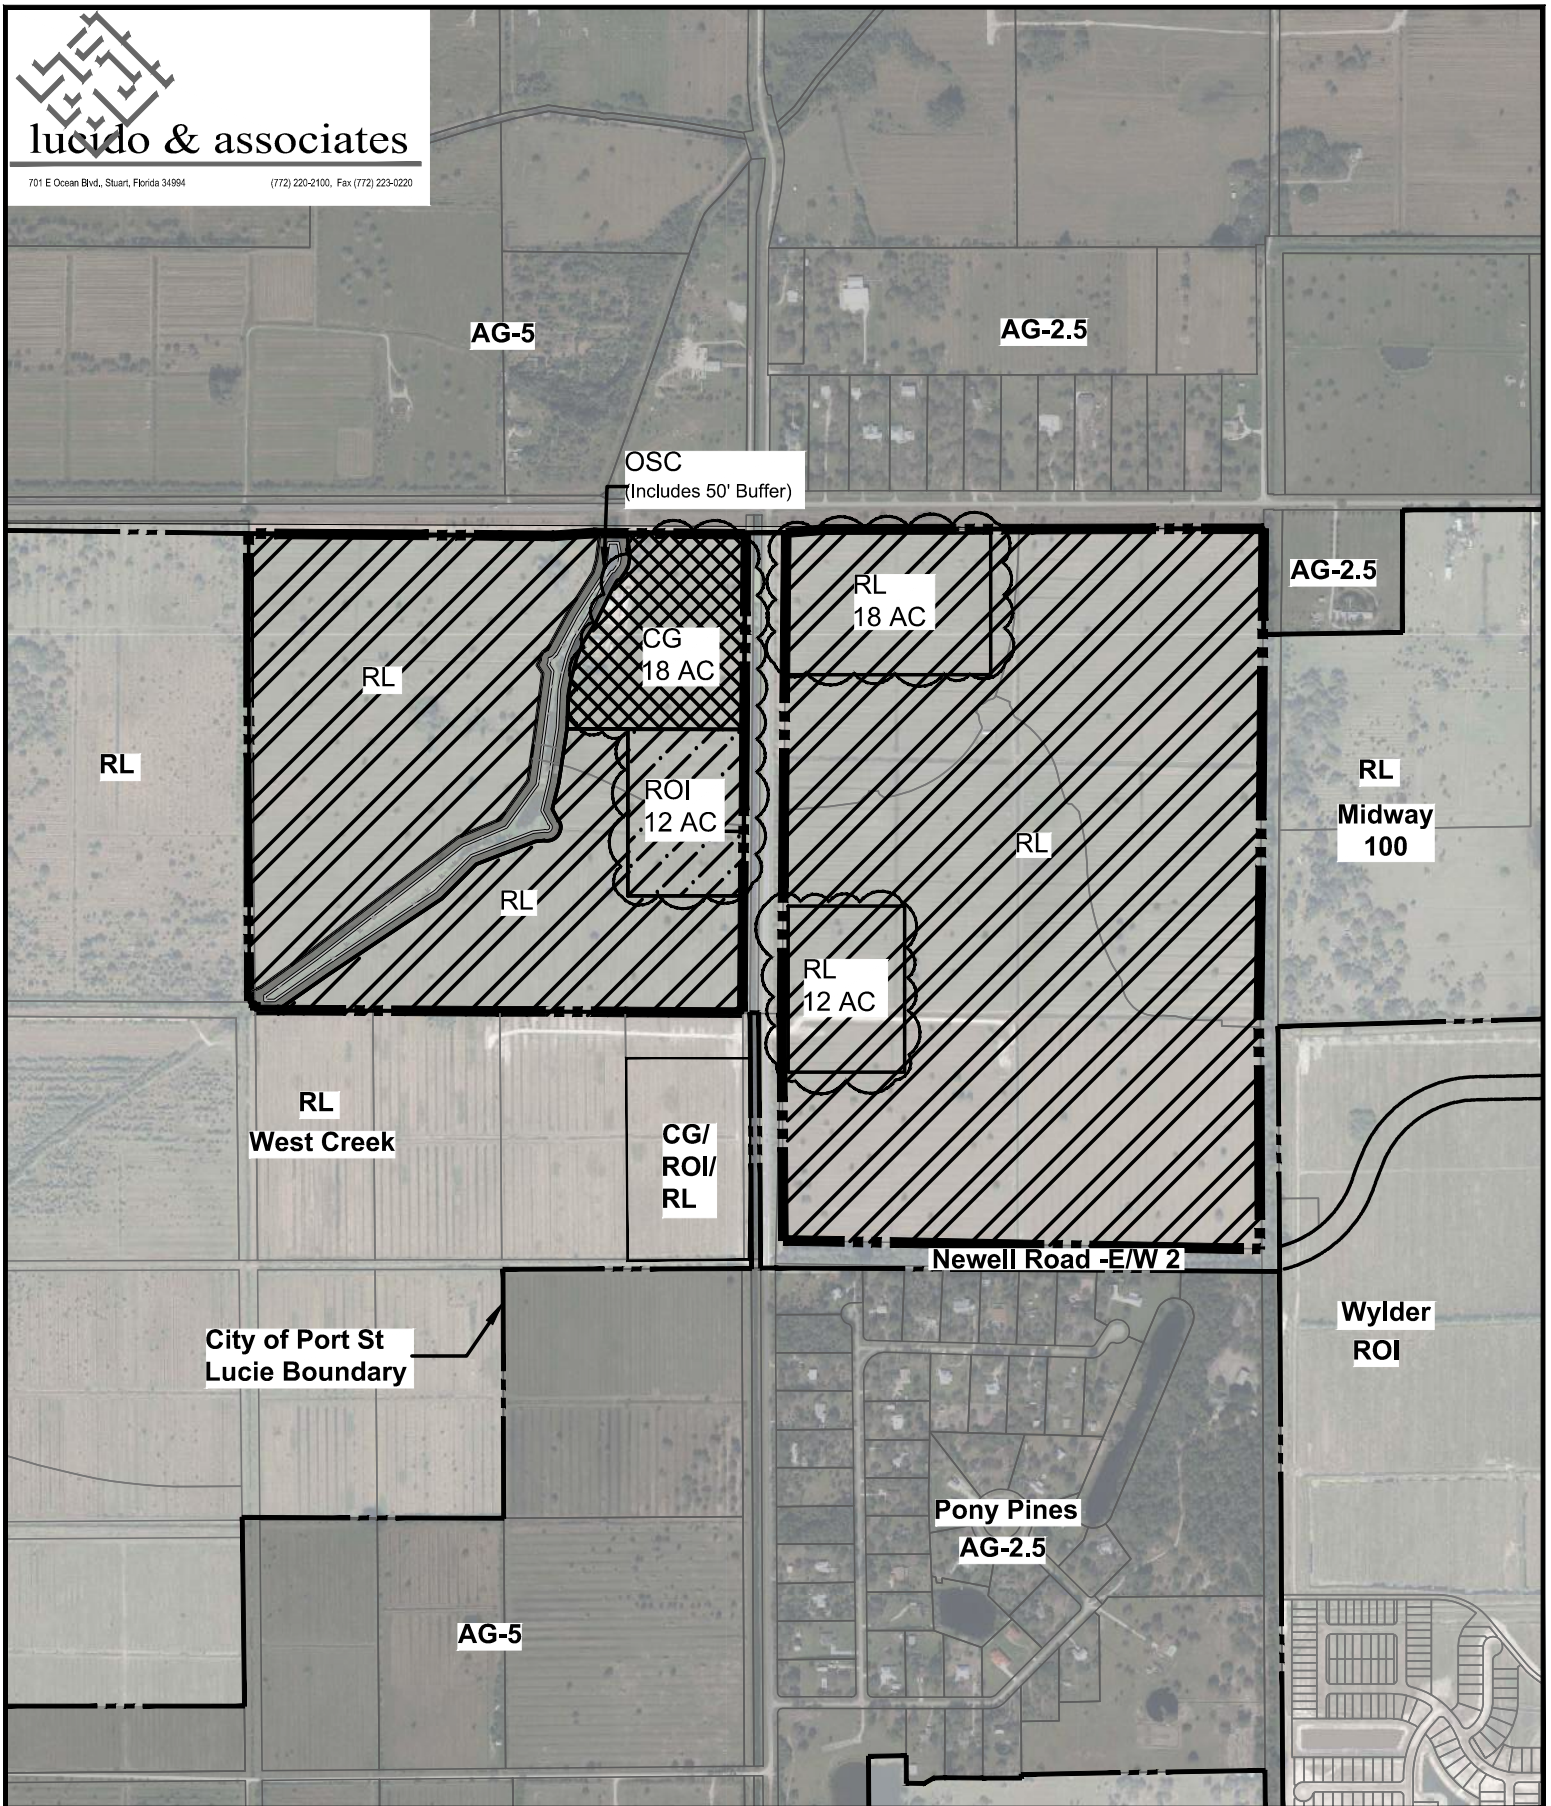 lucido & associates
701 E Ocean Blvd., Stuart, Florida 34994 (772) 220-2100, Fax (772) 223-0220
AG-5
AG-2.5
OSC
(Includes 50' Buffer)
AG-2.5
RL
18 AC
CG
18 AC
RL
RL
RL
Midway
100
ROI
12 AC
RL
RL
RL
12 AC
RL
West Creek
CG/
ROI/
RL
Newell Road -E/W 2
City of Port St
Lucie Boundary
Wylder
ROI
Pony Pines
AG-2.5
AG-5